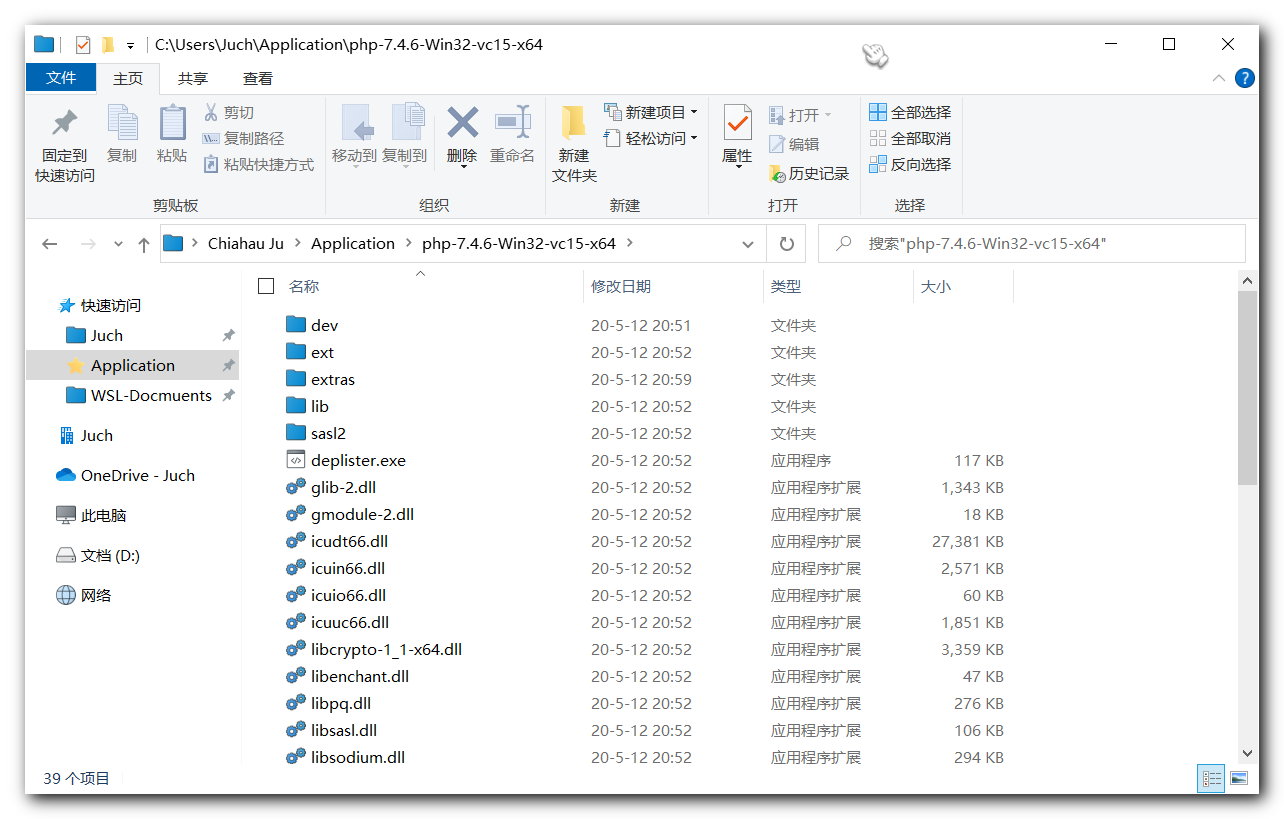 C:\Users\Juch\Application\php-7.4.6-Win32-vc15-x64
文件 主页 共享 查看 ?
固定到
快速访问
复制
粘贴
剪切
复制路径
粘贴快捷方式
剪贴板
移动到 复制到 删除 重命名
组织
新建
文件夹
新建项目
轻松访问
新建
属性
打开
编辑
历史记录
打开
全部选择
全部取消
反向选择
选择
Chiahau Ju Application php-7.4.6-Win32-vc15-x64
搜索"php-7.4.6-Win32-vc15-x64"
快速访问
Juch
Application
WSL-Docmuents
Juch
OneDrive - Juch
此电脑
文档 (D:)
网络
名称 修改日期 类型 大小
dev 20-5-12 20:51 文件夹
ext 20-5-12 20:52 文件夹
extras 20-5-12 20:59 文件夹
lib 20-5-12 20:52 文件夹
sasl2 20-5-12 20:52 文件夹
deplister.exe 20-5-12 20:52 应用程序 117 KB
glib-2.dll 20-5-12 20:52 应用程序扩展 1,343 KB
gmodule-2.dll 20-5-12 20:52 应用程序扩展 18 KB
icudt66.dll 20-5-12 20:52 应用程序扩展 27,381 KB
icuin66.dll 20-5-12 20:52 应用程序扩展 2,571 KB
icuio66.dll 20-5-12 20:52 应用程序扩展 60 KB
icuuc66.dll 20-5-12 20:52 应用程序扩展 1,851 KB
libcrypto-1_1-x64.dll 20-5-12 20:52 应用程序扩展 3,359 KB
libenchant.dll 20-5-12 20:52 应用程序扩展 47 KB
libpq.dll 20-5-12 20:52 应用程序扩展 276 KB
libsasl.dll 20-5-12 20:52 应用程序扩展 106 KB
libsodium.dll 20-5-12 20:52 应用程序扩展 294 KB
39 个项目